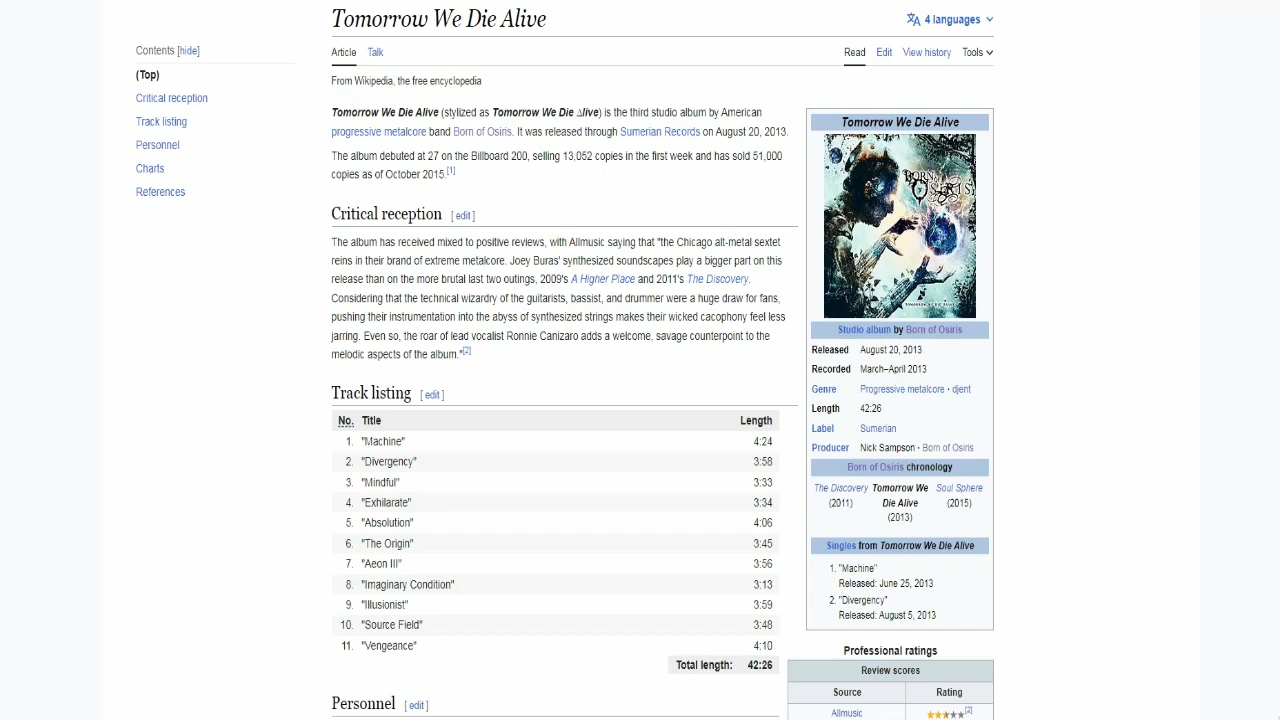 Tomorrow We Die Alive
4 languages
Contents [hide]
(Top)
Critical reception
Track listing
Personnel
Charts
References
Article Talk
Read Edit View history Tools
From Wikipedia, the free encyclopedia
Tomorrow We Die Alive (stylized as Tomorrow We Die ∆live) is the third studio album by American
progressive metalcore band Born of Osiris. It was released through Sumerian Records on August 20, 2013.
The album debuted at 27 on the Billboard 200, selling 13,052 copies in the first week and has sold 51,000
copies as of October 2015.[1]
Critical reception [ edit ]
The album has received mixed to positive reviews, with Allmusic saying that "the Chicago alt-metal sextet
reins in their brand of extreme metalcore. Joey Buras' synthesized soundscapes play a bigger part on this
release than on the more brutal last two outings, 2009's A Higher Place and 2011's The Discovery.
Considering that the technical wizardry of the guitarists, bassist, and drummer were a huge draw for fans,
pushing their instrumentation into the abyss of synthesized strings makes their wicked cacophony feel less
jarring. Even so, the roar of lead vocalist Ronnie Canizaro adds a welcome, savage counterpoint to the
melodic aspects of the album."[2]
Track listing [ edit ]
No. Title Length
1. "Machine" 4:24
2. "Divergency" 3:58
3. "Mindful" 3:33
4. "Exhilarate" 3:34
5. "Absolution" 4:06
6. "The Origin" 3:45
7. "Aeon III" 3:56
8. "Imaginary Condition" 3:13
9. "Illusionist" 3:59
10. "Source Field" 3:48
11. "Vengeance" 4:10
Total length: 42:26
Personnel [ edit ]
Tomorrow We Die Alive
BORN
OF
OSIRIS
TOMORROW WE DIE ALIVE
Studio album by Born of Osiris
Released August 20, 2013
Recorded March–April 2013
Genre Progressive metalcore · djent
Length 42:26
Label Sumerian
Producer Nick Sampson · Born of Osiris
Born of Osiris chronology
The Discovery Tomorrow We Soul Sphere
(2011) Die Alive (2015)
(2013)
Singles from Tomorrow We Die Alive
1. "Machine"
Released: June 25, 2013
2. "Divergency"
Released: August 5, 2013
Professional ratings
Review scores
Source Rating
Allmusic [2]